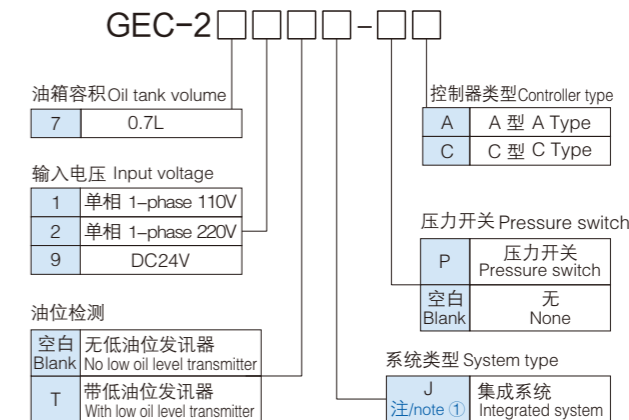 GEC-2□□□□-□□
油箱容积Oil tank volume
7 0.7L
输入电压 Input voltage
1 单相 1-phase 110V
2 单相 1-phase 220V
9 DC24V
油位检测
空白 Blank 无低油位发讯器 No low oil level transmitter
T 带低油位发讯器 With low oil level transmitter
控制器类型Controller type
A A 型 A Type
C C 型 C Type
压力开关 Pressure switch
P 压力开关 Pressure switch
空白 Blank 无 None
系统类型 System type
J 注/note ① 集成系统 Integrated system